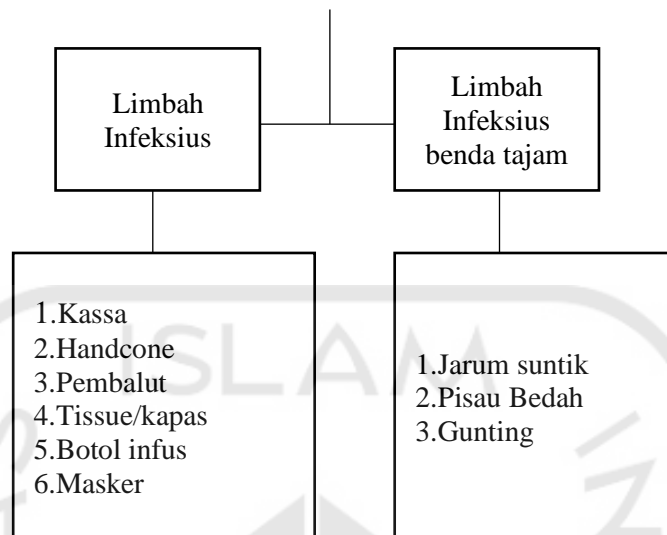 Limbah
Infeksius
Limbah
Infeksius
benda tajam
1.Kassa
2.Handcone
3.Pembalut
4.Tissue/kapas
5.Botol infus
6.Masker
1.Jarum suntik
2.Pisau Bedah
3.Gunting
ISLAM